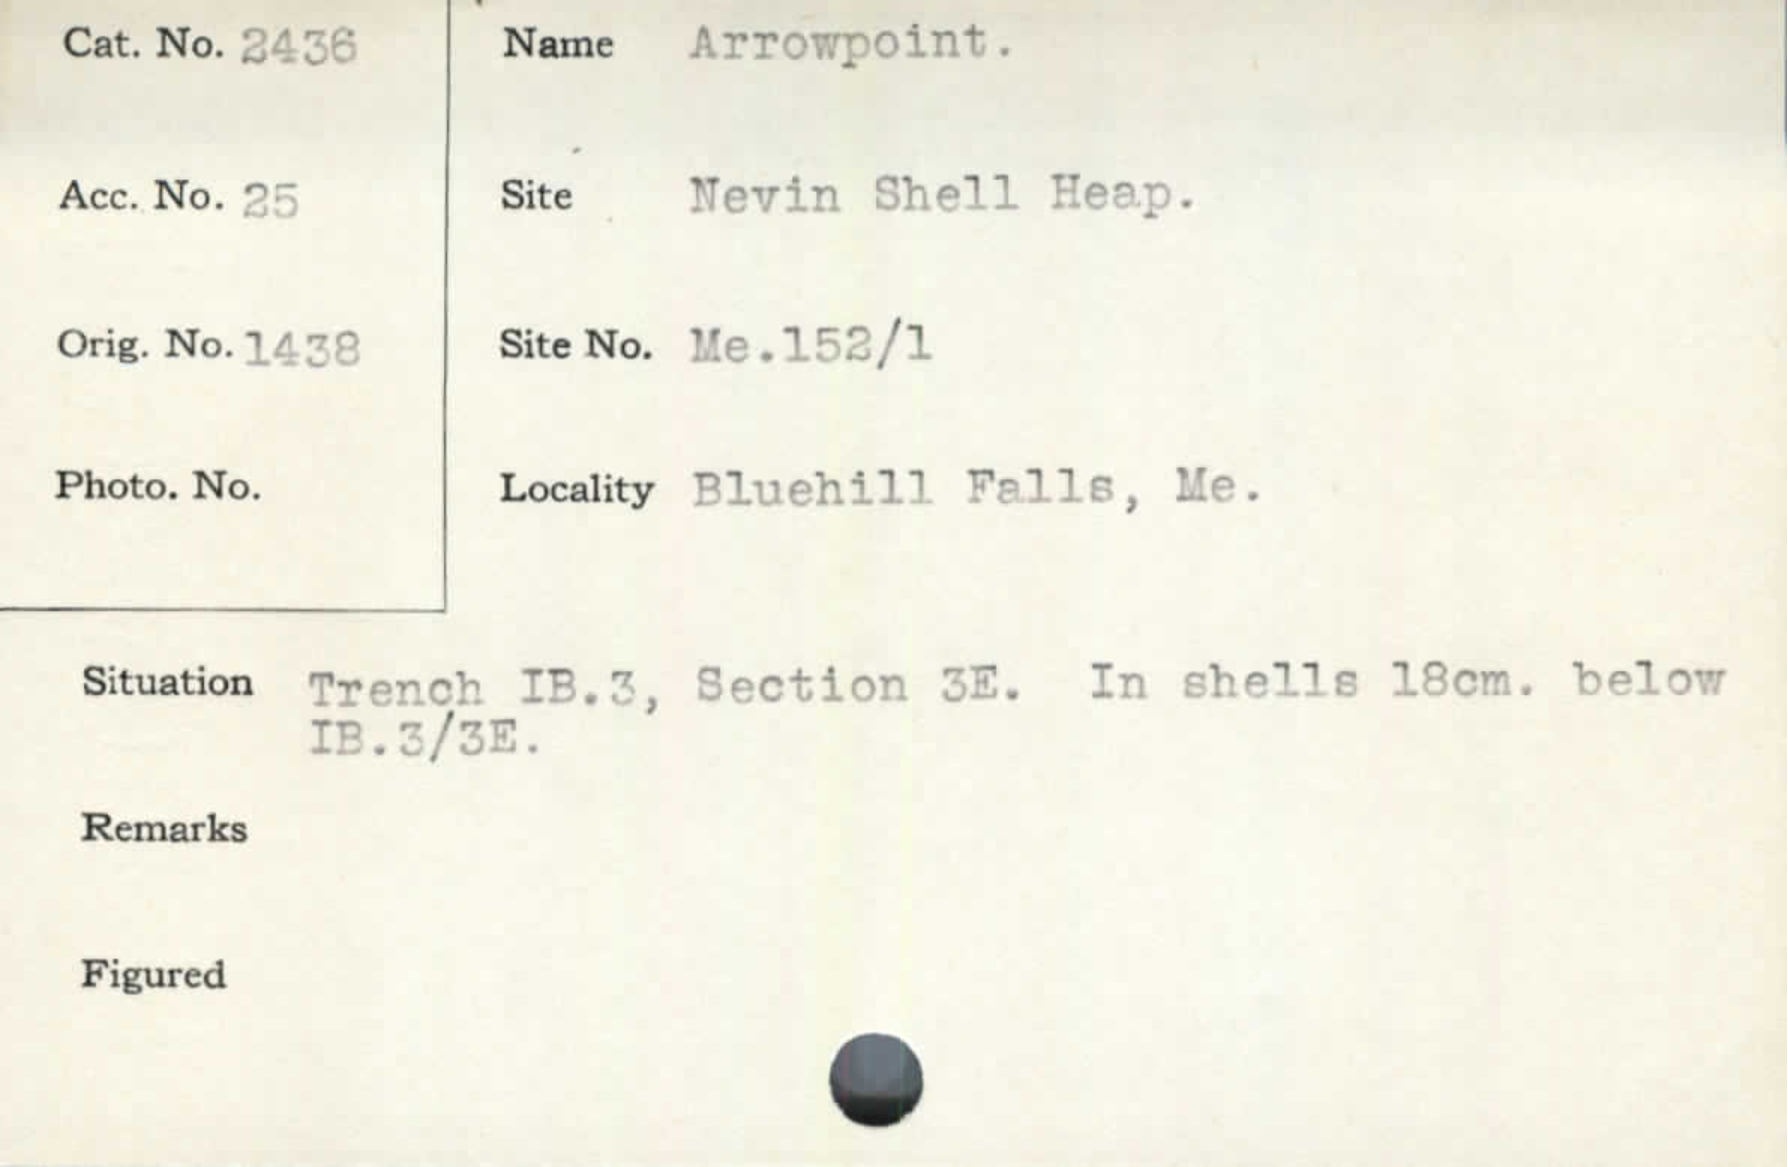 Cat. No. 2436
Name Arrowpoint.
Acc. No. 25
Site Nevin Shell Heap.
Orig. No. 1438
Site No. Me.152/1
Photo. No.
Locality Bluehill Falls, Me.
Situation Trench IB.3, Section 3E. In shells 18cm. below
IB.3/3E.
Remarks
Figured